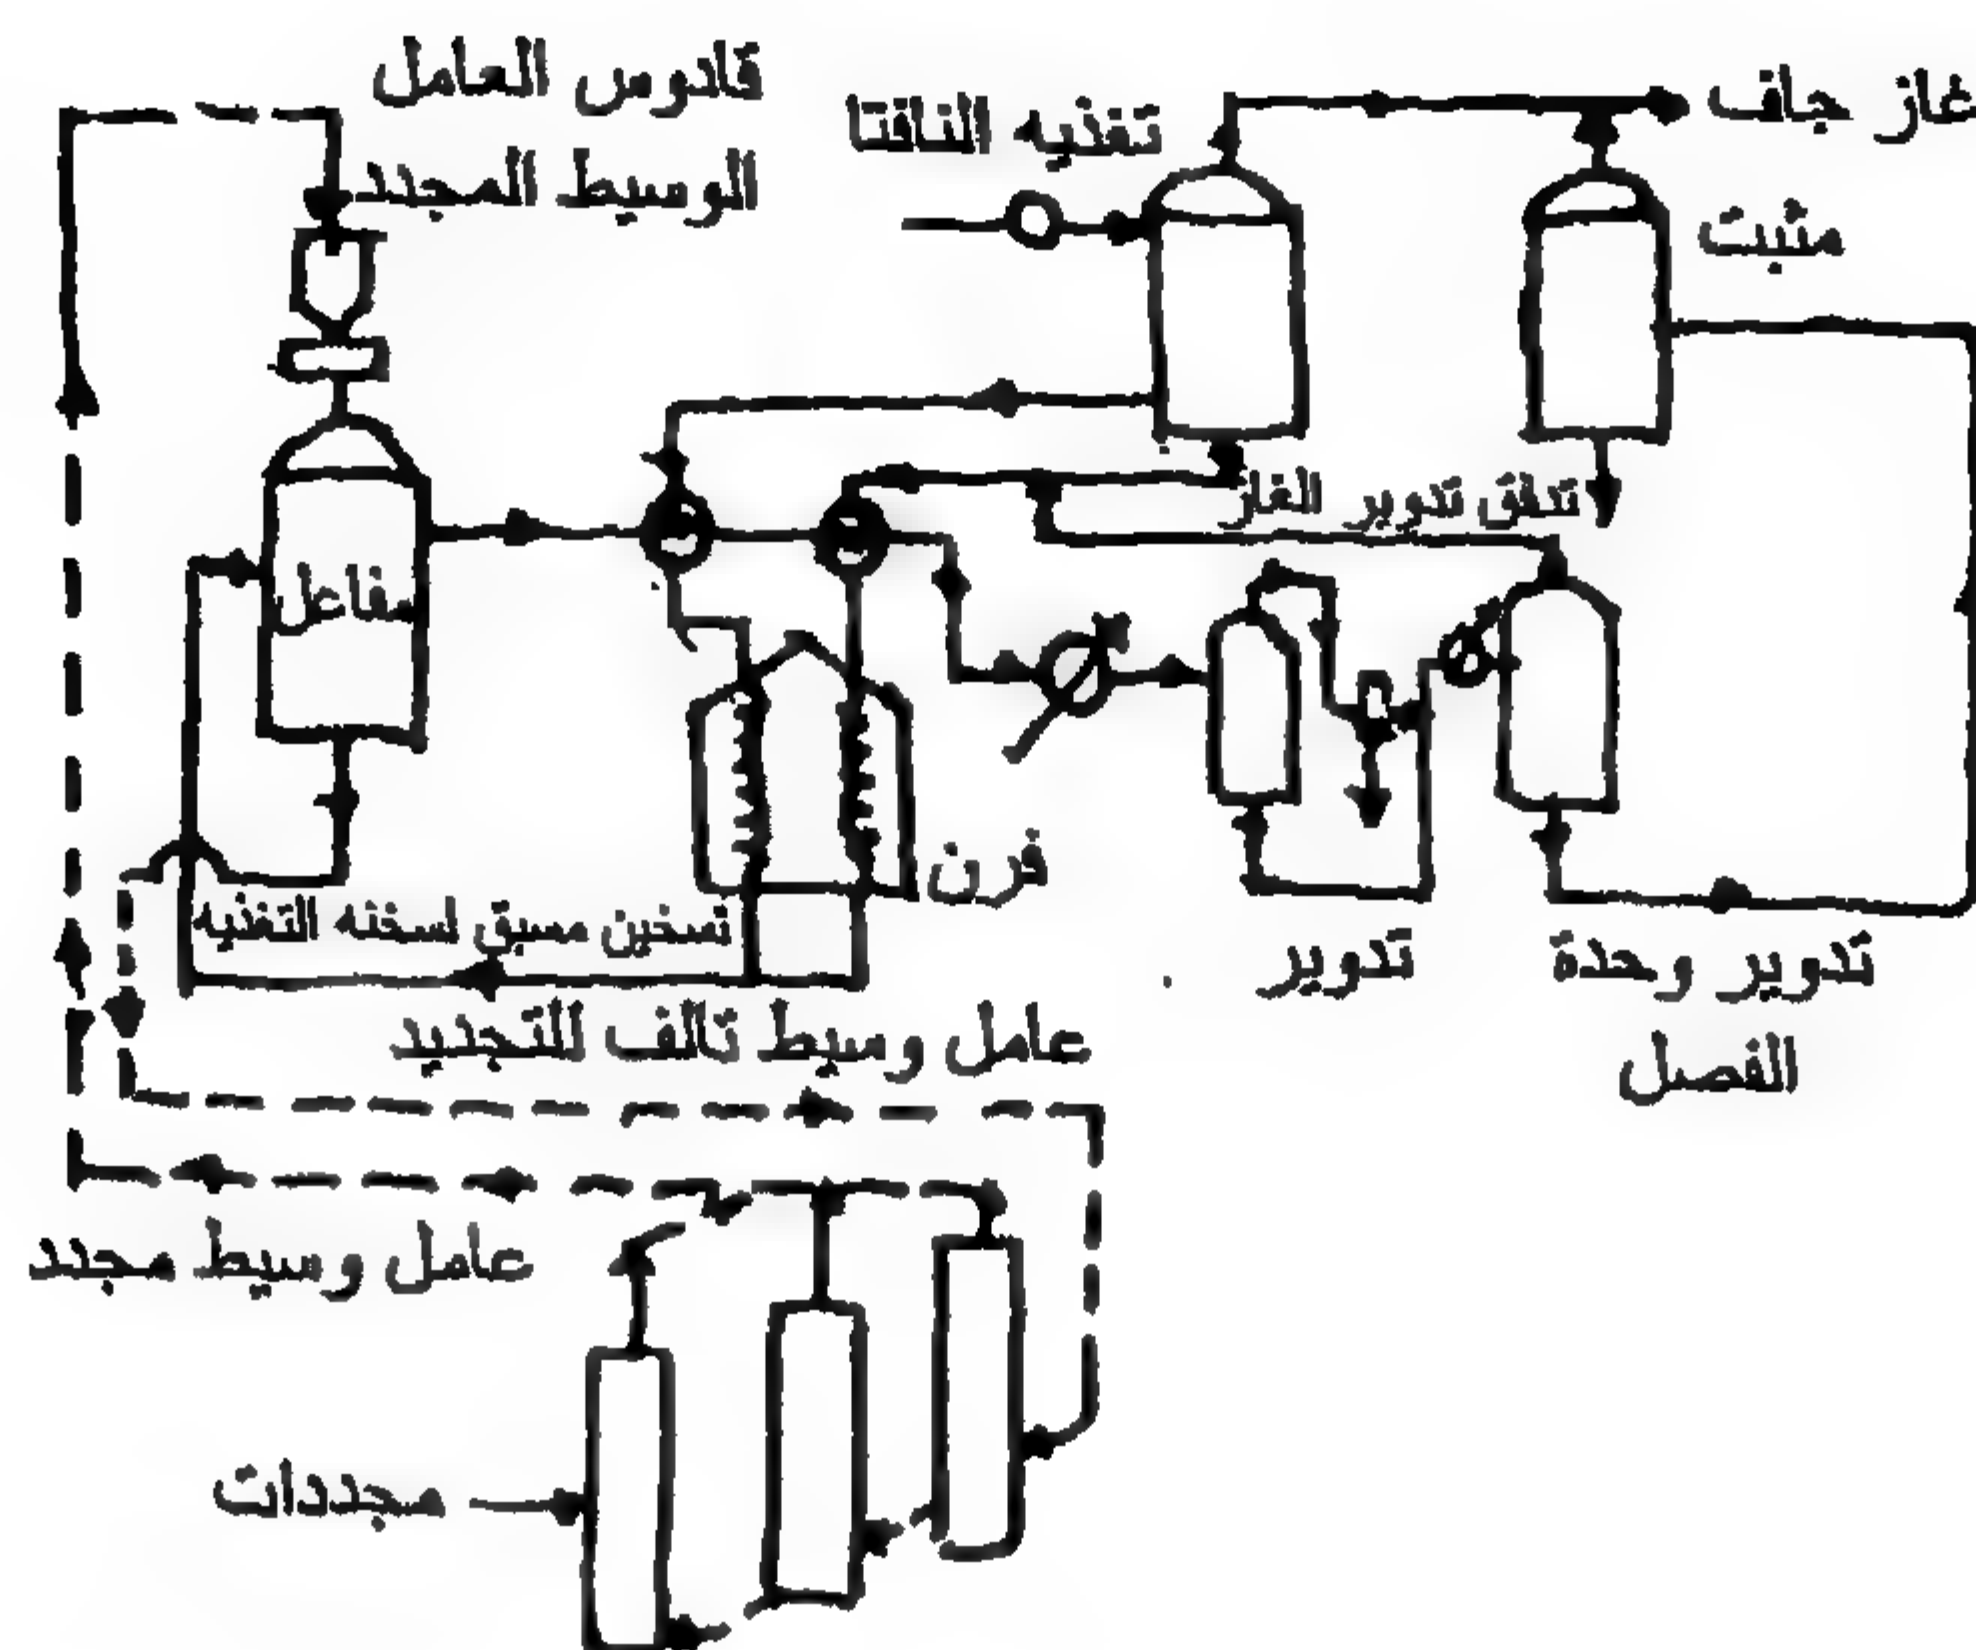 قادوس العامل
الوسيط المجدد
تغذيه النافتا
غاز جاف
مثبت
تدفق تدوير الغاز
مفاعل
فرن
تسخين مسبق لسخنه التغذيه
تدوير
تدوير وحدة
الفصل
عامل وسيط تالف للتجديد
عامل وسيط مجدد
مجددات